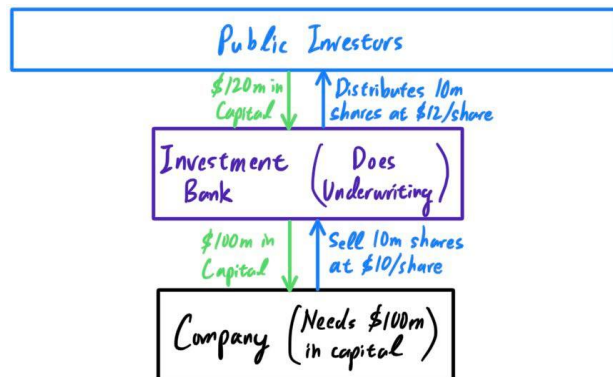 Public Investors
$120m in
Capital
Distributes 10m
shares at $12/share
Investment
Bank
(Does
Underwriting)
$100m in
Capital
Sell 10m shares
at $10/share
Company
(Needs $100m
in capital)